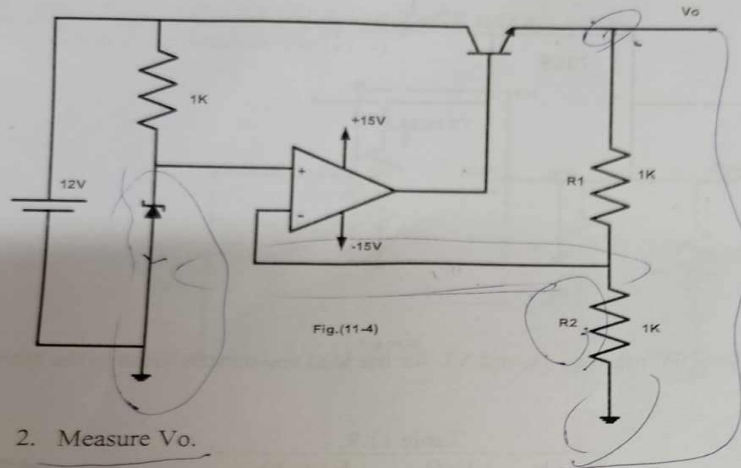 Vo
1K
+15V
+
12V
R1
1K
-
-15V
Fig.(11-4)
R2
1K
2. Measure Vo.